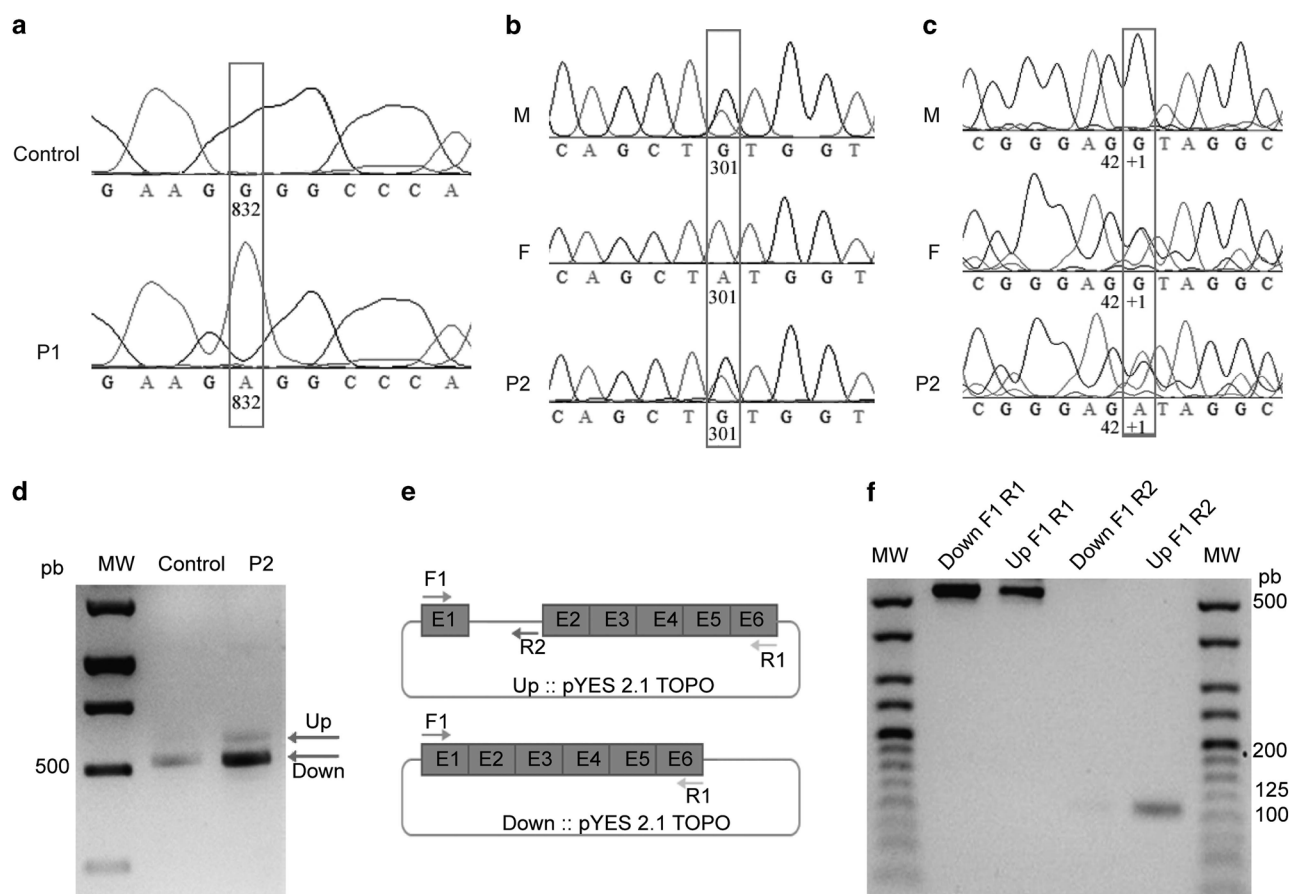 a
Control
G A A G G G G C C C A
832
P1
G A A G A G G C C C A
832
b
M
C A G C T G T G G T
301
F
C A G C T A T G G T
301
P2
C A G C T G T G G T
301
c
M
C G G G A G G T A G G C
42 +1
F
C G G G A G G T A G G C
42 +1
P2
C G G G A G A T A G G C
42 +1
d
pb MW Control P2
Up
500
Down
e
F1
E1 E2 E3 E4 E5 E6
R2 R1
Up :: pYES 2.1 TOPO
F1
E1 E2 E3 E4 E5 E6
R1
Down :: pYES 2.1 TOPO
f
MW Down F1 R1 Up F1 R1 Down F1 R2 Up F1 R2 MW
pb
500
200
125
100